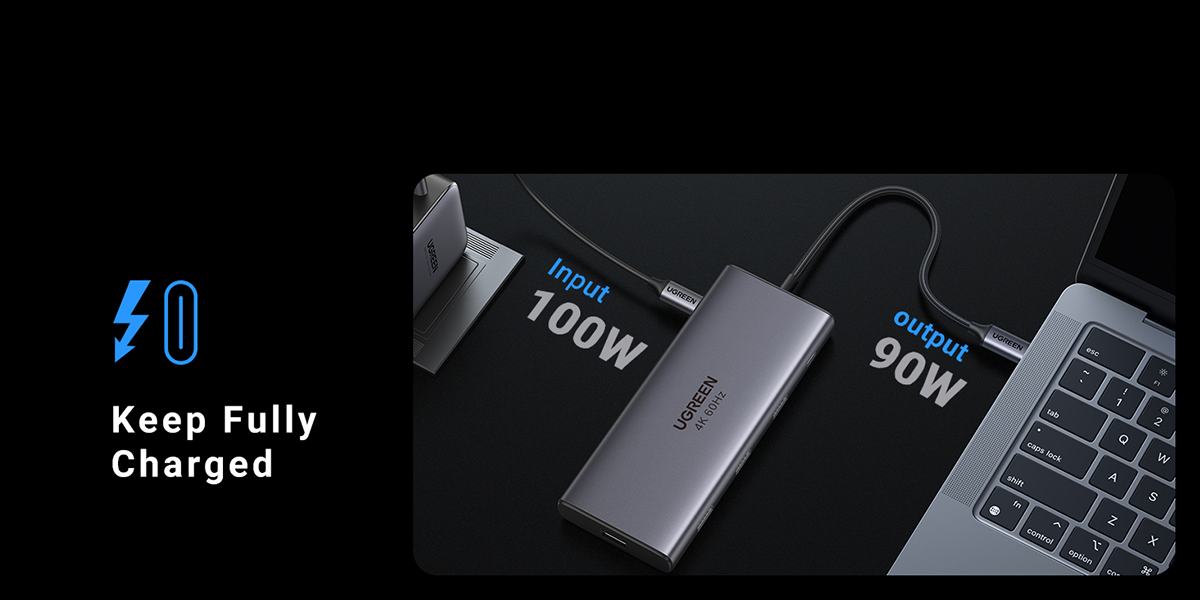 Keep Fully
Charged
UGREEN
Input
100W
UGREEN
UGREEN
4K 60Hz
output
90W
UGREEN
esc
F1
~
`
!
1
@
2
tab
Q
W
caps lock
A
S
shift
Z
X
fn
control
option
⌘